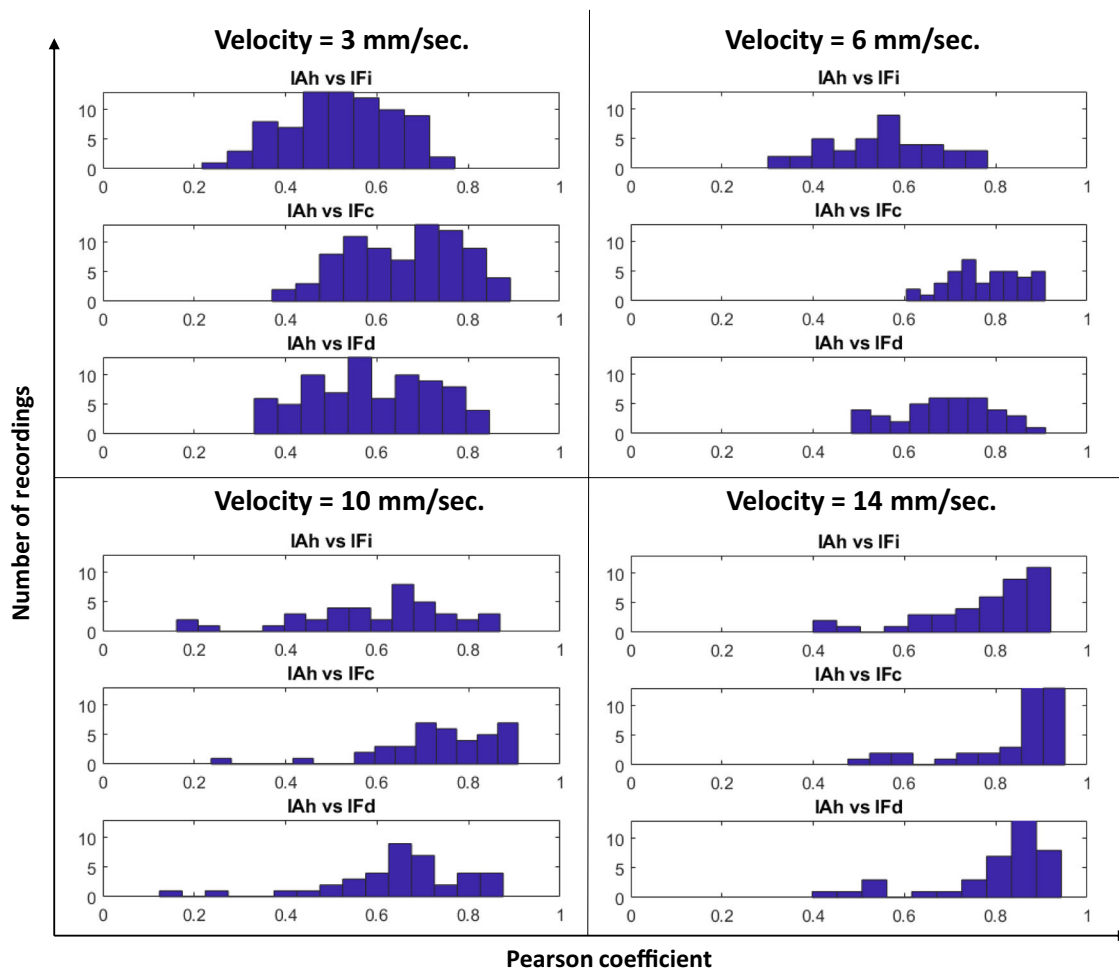 Velocity = 3 mm/sec.
IAh vs IFi
10
5
0
0 0.2 0.4 0.6 0.8 1
IAh vs IFc
10
5
0
0 0.2 0.4 0.6 0.8 1
IAh vs IFd
10
5
0
0 0.2 0.4 0.6 0.8 1
Velocity = 6 mm/sec.
IAh vs IFi
10
5
0
0 0.2 0.4 0.6 0.8 1
IAh vs IFc
10
5
0
0 0.2 0.4 0.6 0.8 1
IAh vs IFd
10
5
0
0 0.2 0.4 0.6 0.8 1
Velocity = 10 mm/sec.
IAh vs IFi
10
5
0
0 0.2 0.4 0.6 0.8 1
IAh vs IFc
10
5
0
0 0.2 0.4 0.6 0.8 1
IAh vs IFd
10
5
0
0 0.2 0.4 0.6 0.8 1
Velocity = 14 mm/sec.
IAh vs IFi
10
5
0
0 0.2 0.4 0.6 0.8 1
IAh vs IFc
10
5
0
0 0.2 0.4 0.6 0.8 1
IAh vs IFd
10
5
0
0 0.2 0.4 0.6 0.8 1
Number of recordings
Pearson coefficient